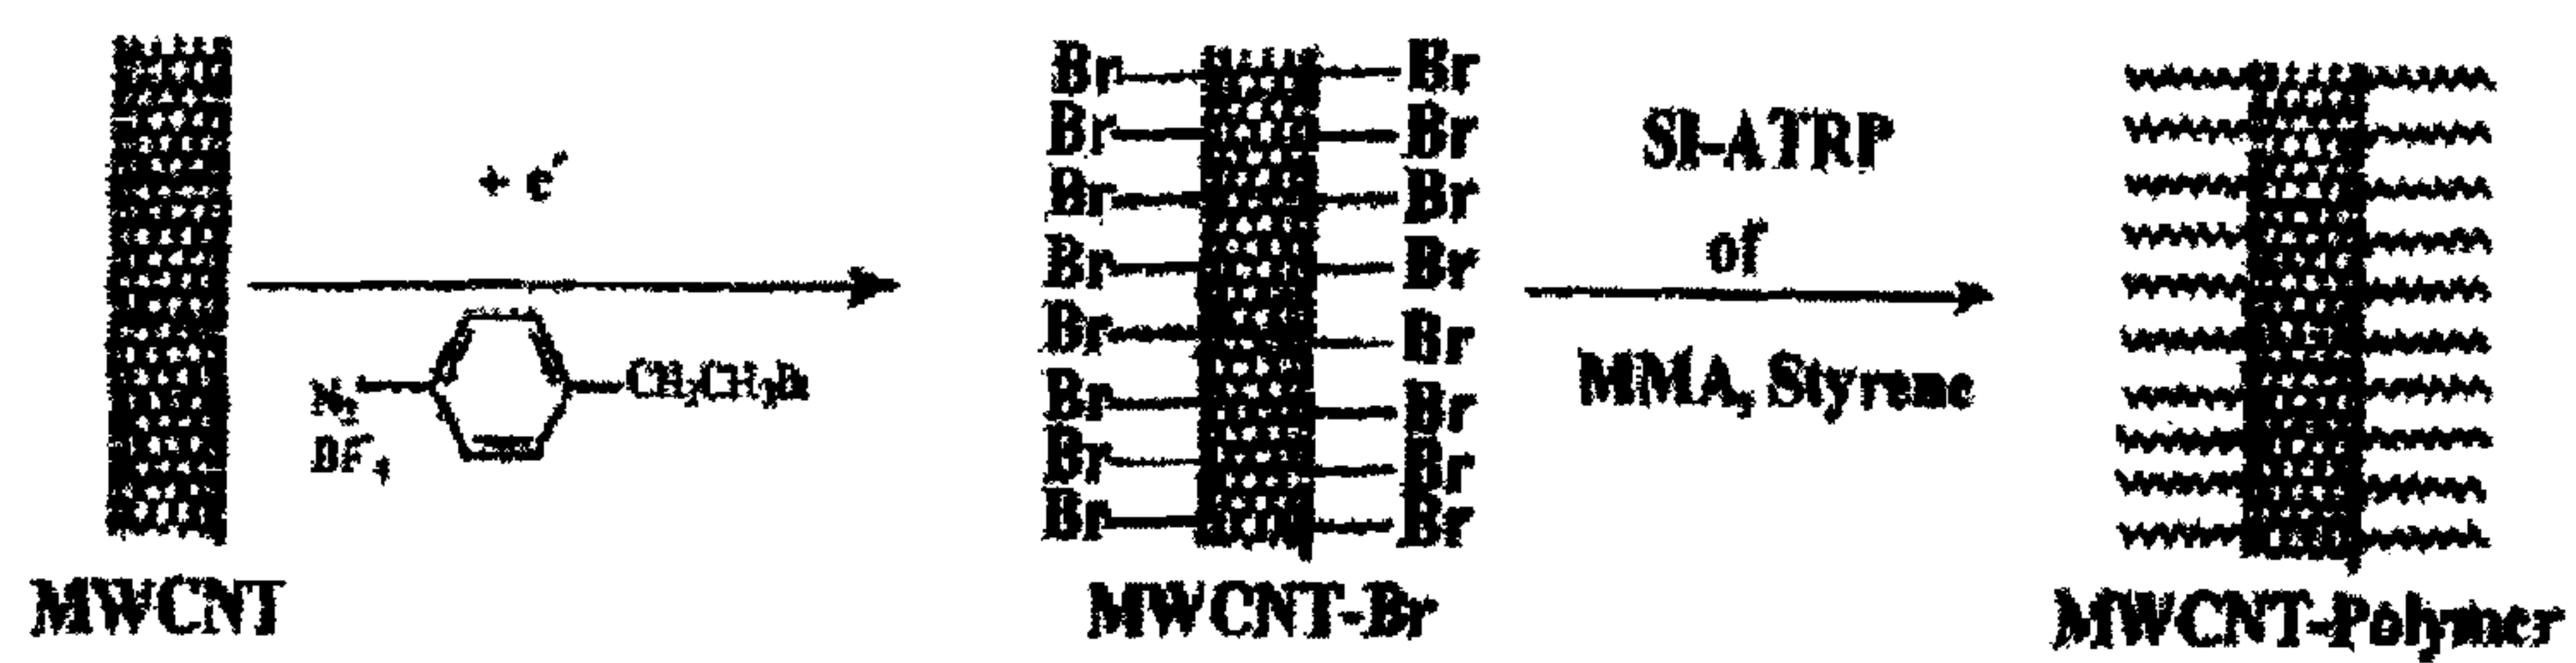 Br Br
Br Br
Br Br
Br Br
Br Br
Br Br
Br Br
Br Br
+ e⁻
N₂
BF₄
CH₂CH₂Br
SI-ATRP
of
MMA, Styrene
MWCNT
MWCNT-Br
MWCNT-Polymer